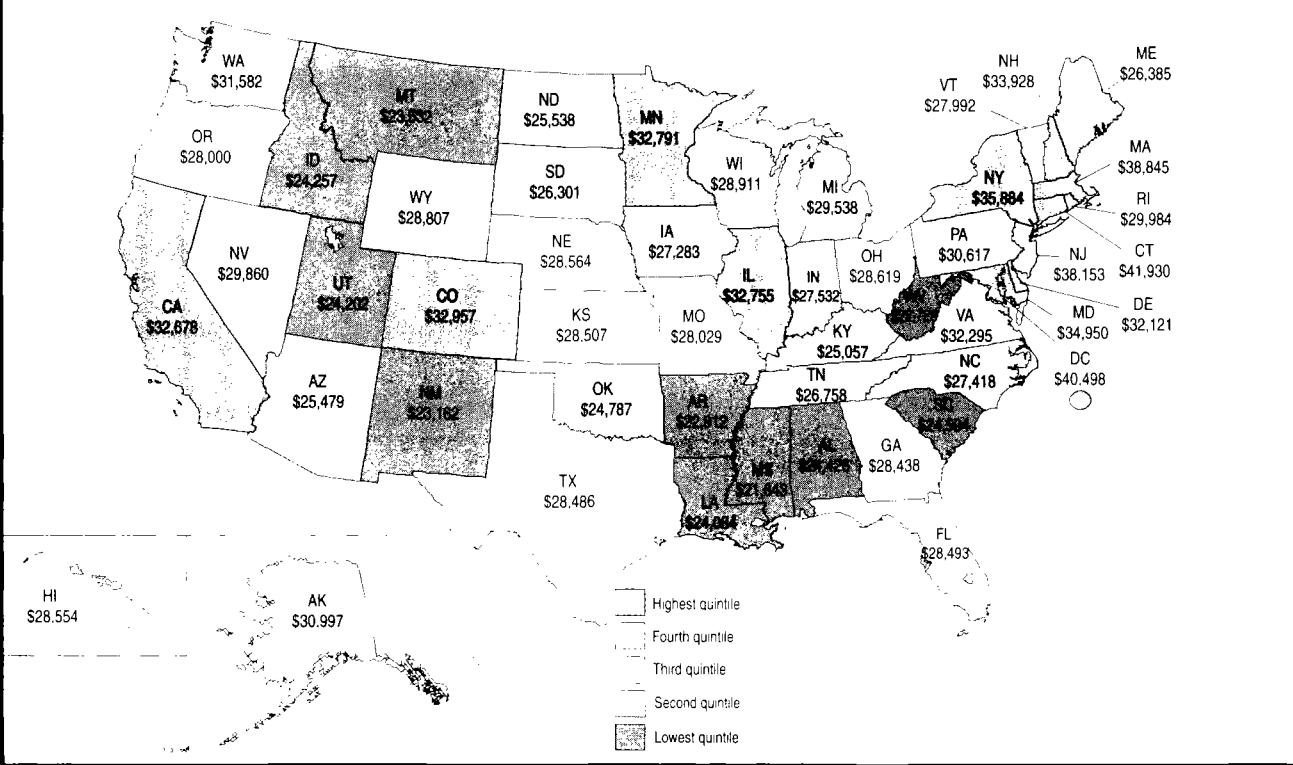 WA
$31,582
OR
$28,000
CA
$32,678
NV
$29,860
ID
$24,257
MT
WY
$28,807
UT
$24,202
CO
$32,957
AZ
$25,479
NM
$23,162
ND
$25,538
SD
$26,301
NE
$28,564
KS
$28,507
OK
$24,787
TX
$28,486
MN
$32,791
IA
$27,283
MO
$28,029
AR
$22,912
LA
WI
$28,911
IL
$32,755
MI
$29,538
IN
$27,532
OH
$28,619
KY
$25,057
TN
$26,758
MS
AL
GA
$28,438
FL
$28,493
SC
NC
$27,418
VA
$32,295
WV
PA
$30,617
NY
$35,884
VT
$27,992
NH
$33,928
ME
$26,385
MA
$38,845
RI
$29,984
CT
$41,930
NJ
$38.153
DE
$32,121
MD
$34,950
DC
$40.498
HI
$28.554
AK
$30.997
Highest quintile
Fourth quintile
Third quintile
Second quintile
Lowest quintile